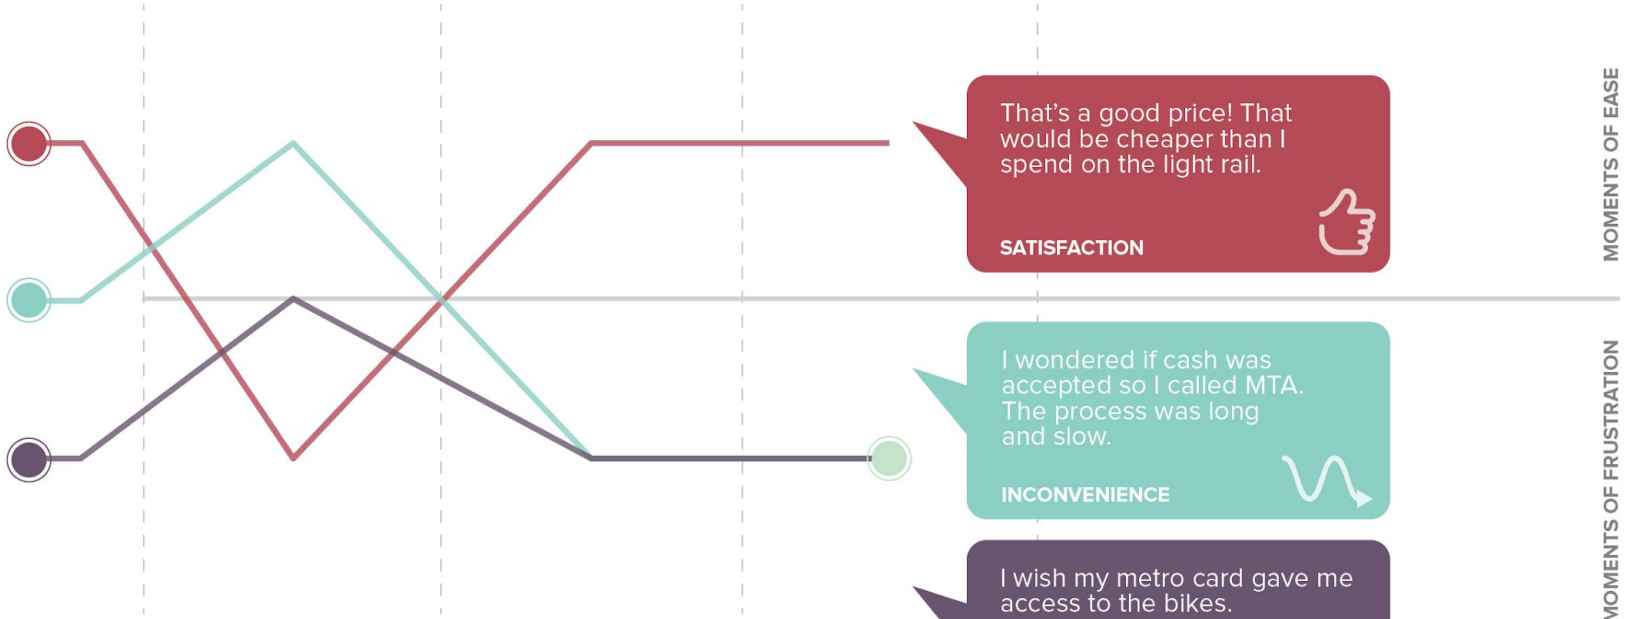 That's a good price! That
would be cheaper than I
spend on the light rail.
SATISFACTION
MOMENTS OF EASE
I wondered if cash was
accepted so I called MTA.
The process was long
and slow.
INCONVENIENCE
MOMENTS OF FRUSTRATION
I wish my metro card gave me
access to the bikes.